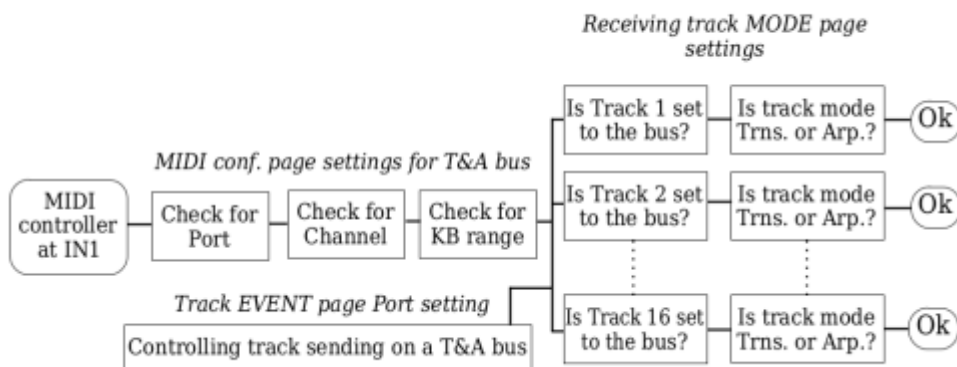 Receiving track MODE page
settings
Is Track 1 set
to the bus?
Is track mode
Trns. or Arp.?
Ok
MIDI conf. page settings for T&A bus
MIDI
controller
at IN1
Check for
Port
Check for
Channel
Check for
KB range
Is Track 2 set
to the bus?
Is track mode
Trns. or Arp.?
Ok
Track EVENT page Port setting
Controlling track sending on a T&A bus
Is Track 16 set
to the bus?
Is track mode
Trns. or Arp.?
Ok